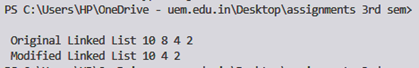 PS C:\Users\HP\OneDrive - uem.edu.in\Desktop\assignments 3rd sem>
Original Linked List 10 8 4 2
Modified Linked List 10 4 2